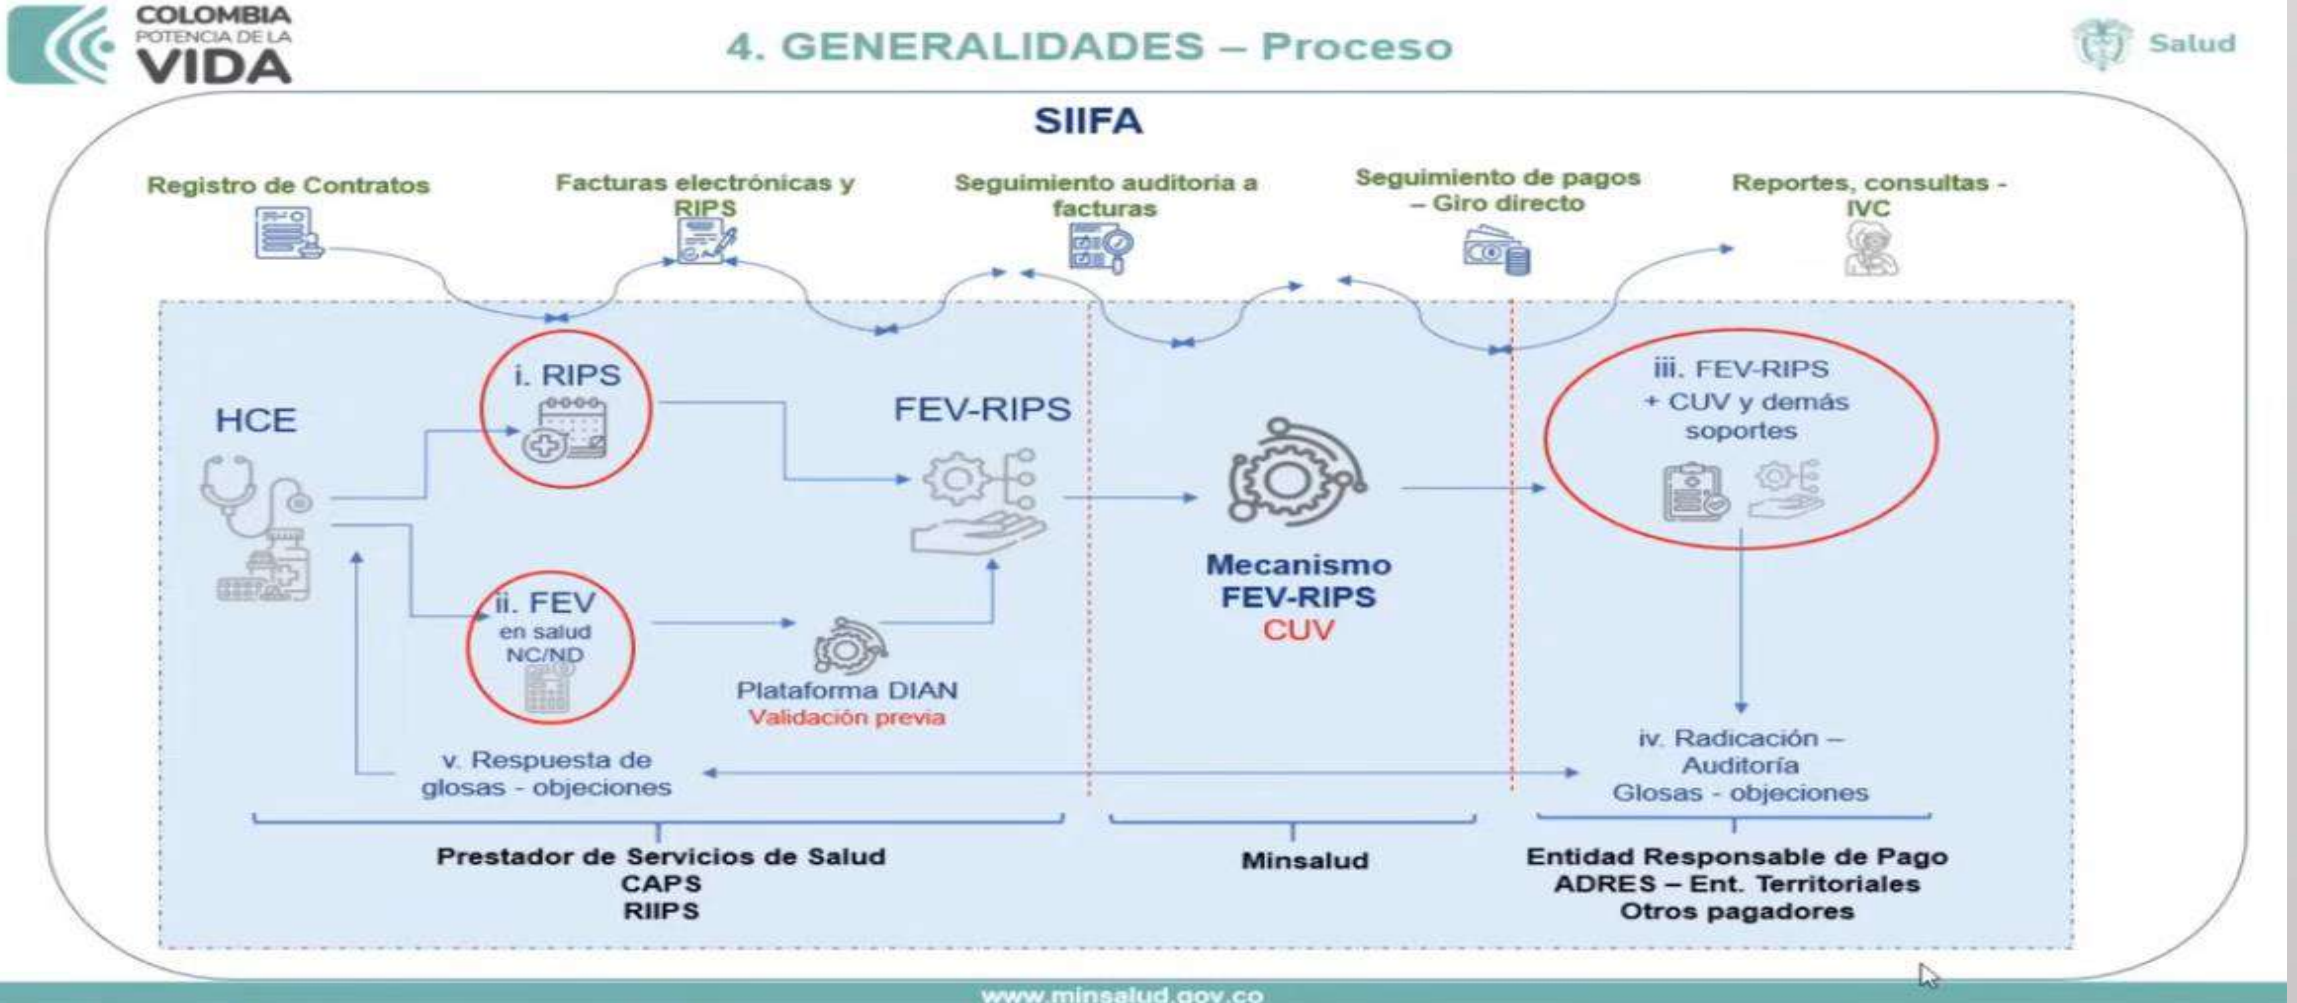 COLOMBIA
POTENCIA DE LA
VIDA
4. GENERALIDADES – Proceso
Salud
SIIFA
Registro de Contratos
Facturas electrónicas y
RIPS
Seguimiento auditoria a
facturas
Seguimiento de pagos
– Giro directo
Reportes, consultas -
IVC
HCE
i. RIPS
FEV-RIPS
iii. FEV-RIPS
+ CUV y demás
soportes
ii. FEV
en salud
NC/ND
Plataforma DIAN
Validación previa
Mecanismo
FEV-RIPS
CUV
v. Respuesta de
glosas - objeciones
iv. Radicación –
Auditoría
Glosas - objeciones
Prestador de Servicios de Salud
CAPS
RIIPS
Minsalud
Entidad Responsable de Pago
ADRES – Ent. Territoriales
Otros pagadores
www.minsalud.gov.co